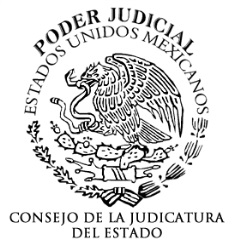 PODER JUDICIAL
ESTADOS UNIDOS MEXICANOS
CONSEJO DE LA JUDICATURA
DEL ESTADO